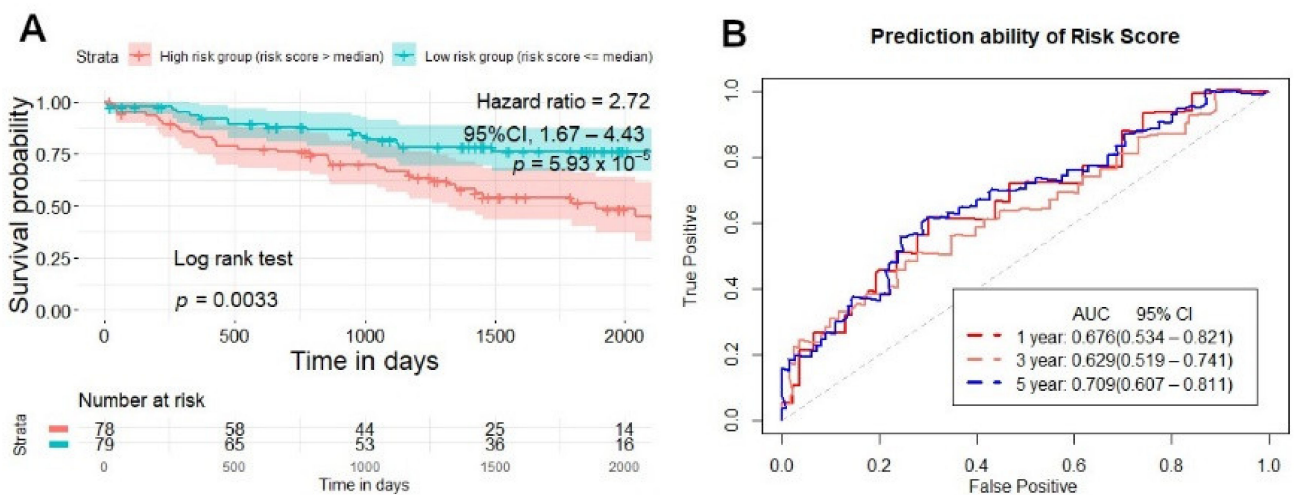 A
Strata High risk group (risk score > median) Low risk group (risk score <= median)
Survival probability
1.00
0.75
0.50
0.25
0.00
Hazard ratio = 2.72
95%CI, 1.67 – 4.43
p = 5.93 x 10⁻⁵
Log rank test
p = 0.0033
0 500 1000 1500 2000
Time in days
Number at risk
Strata
78 58 44 25 14
79 65 53 36 16
0 500 1000 1500 2000
Time in days
B
Prediction ability of Risk Score
True Positive
1.0
0.8
0.6
0.4
0.2
0.0
AUC 95% CI
1 year: 0.676(0.534 – 0.821)
3 year: 0.629(0.519 – 0.741)
5 year: 0.709(0.607 – 0.811)
0.0 0.2 0.4 0.6 0.8 1.0
False Positive